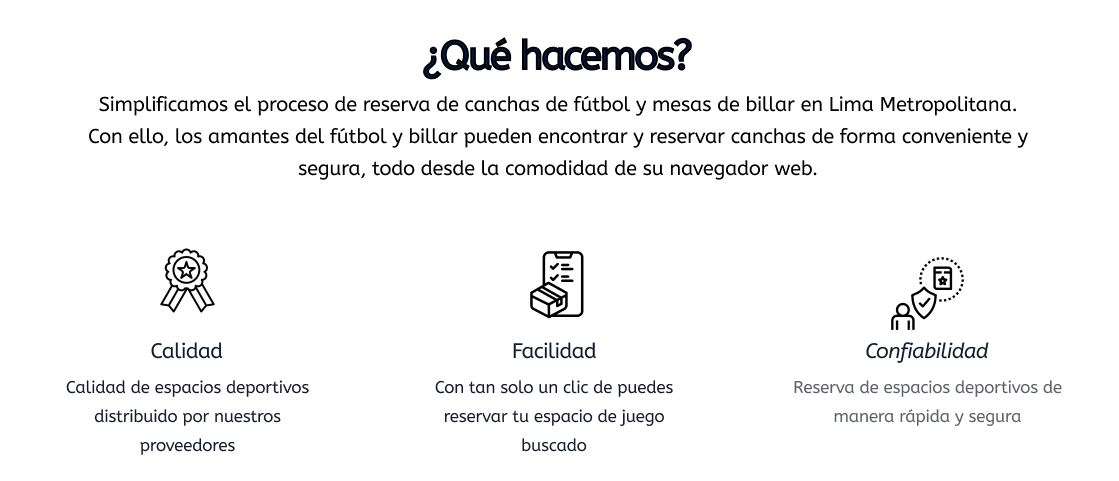 ¿Qué hacemos?
Simplificamos el proceso de reserva de canchas de fútbol y mesas de billar en Lima Metropolitana.
Con ello, los amantes del fútbol y billar pueden encontrar y reservar canchas de forma conveniente y
segura, todo desde la comodidad de su navegador web.
Calidad
Calidad de espacios deportivos
distribuido por nuestros
proveedores
Facilidad
Con tan solo un clic de puedes
reservar tu espacio de juego
buscado
Confiabilidad
Reserva de espacios deportivos de
manera rápida y segura